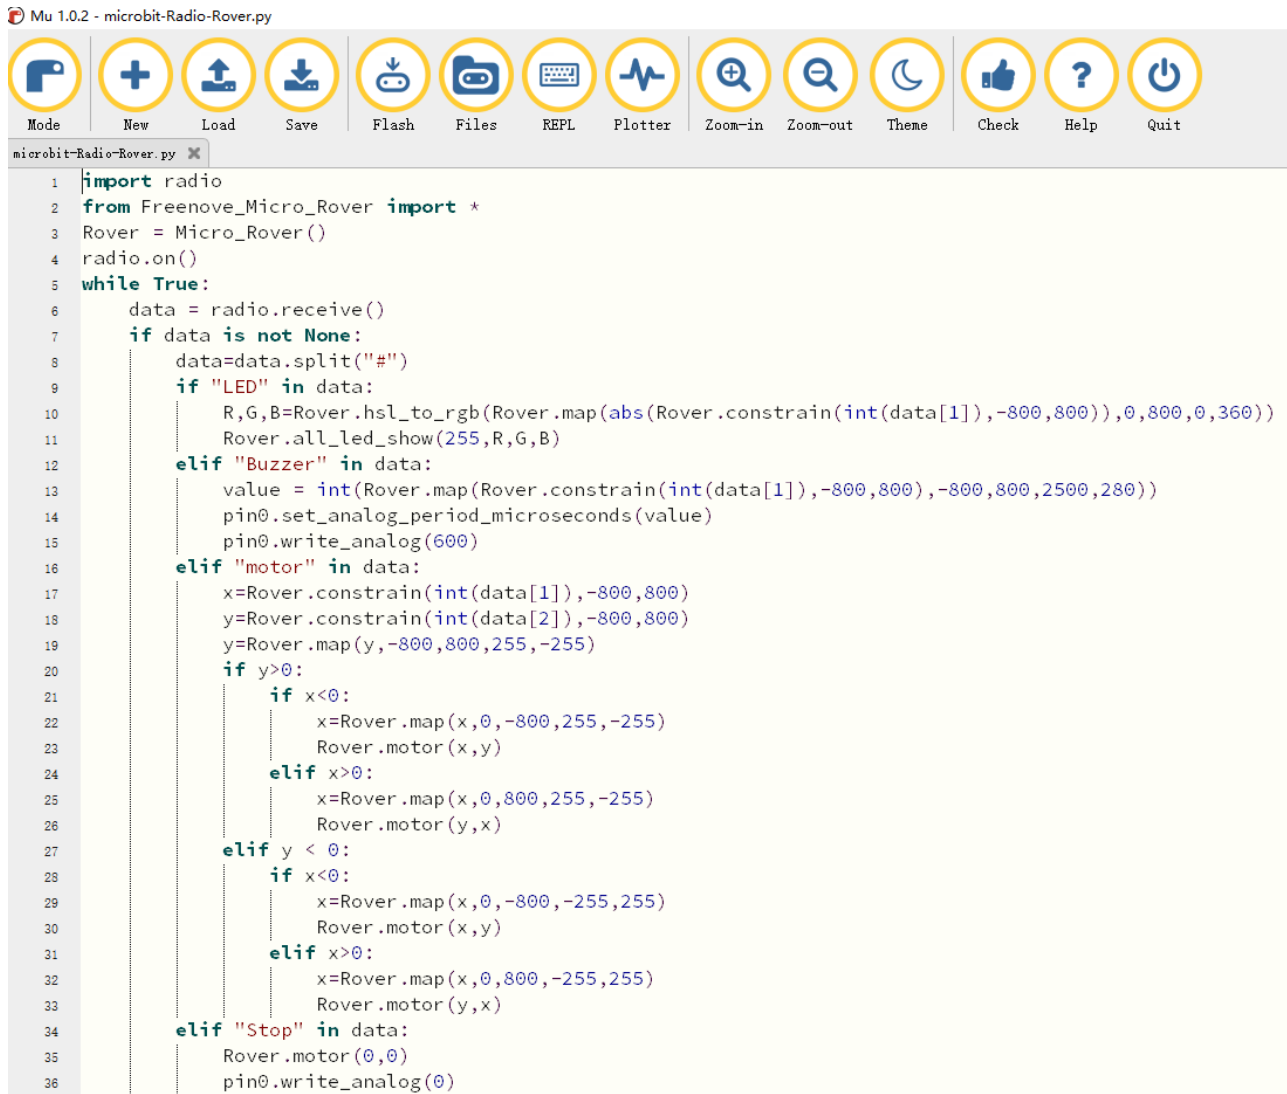 Mu 1.0.2 - microbit-Radio-Rover.py
Mode New Load Save Flash Files REPL Plotter Zoom-in Zoom-out Theme Check Help Quit
microbit-Radio-Rover.py
1 import radio
2 from Freenove_Micro_Rover import *
3 Rover = Micro_Rover()
4 radio.on()
5 while True:
6     data = radio.receive()
7     if data is not None:
8         data=data.split("#")
9         if "LED" in data:
10             R,G,B=Rover.hsl_to_rgb(Rover.map(abs(Rover.constrain(int(data[1]),-800,800)),0,800,0,360))
11             Rover.all_led_show(255,R,G,B)
12         elif "Buzzer" in data:
13             value = int(Rover.map(Rover.constrain(int(data[1]),-800,800),-800,800,2500,280))
14             pin0.set_analog_period_microseconds(value)
15             pin0.write_analog(600)
16         elif "motor" in data:
17             x=Rover.constrain(int(data[1]),-800,800)
18             y=Rover.constrain(int(data[2]),-800,800)
19             y=Rover.map(y,-800,800,255,-255)
20             if y>0:
21                 if x<0:
22                     x=Rover.map(x,0,-800,255,-255)
23                     Rover.motor(x,y)
24                 elif x>0:
25                     x=Rover.map(x,0,800,255,-255)
26                     Rover.motor(y,x)
27             elif y < 0:
28                 if x<0:
29                     x=Rover.map(x,0,-800,-255,255)
30                     Rover.motor(x,y)
31                 elif x>0:
32                     x=Rover.map(x,0,800,-255,255)
33                     Rover.motor(y,x)
34         elif "Stop" in data:
35             Rover.motor(0,0)
36             pin0.write_analog(0)